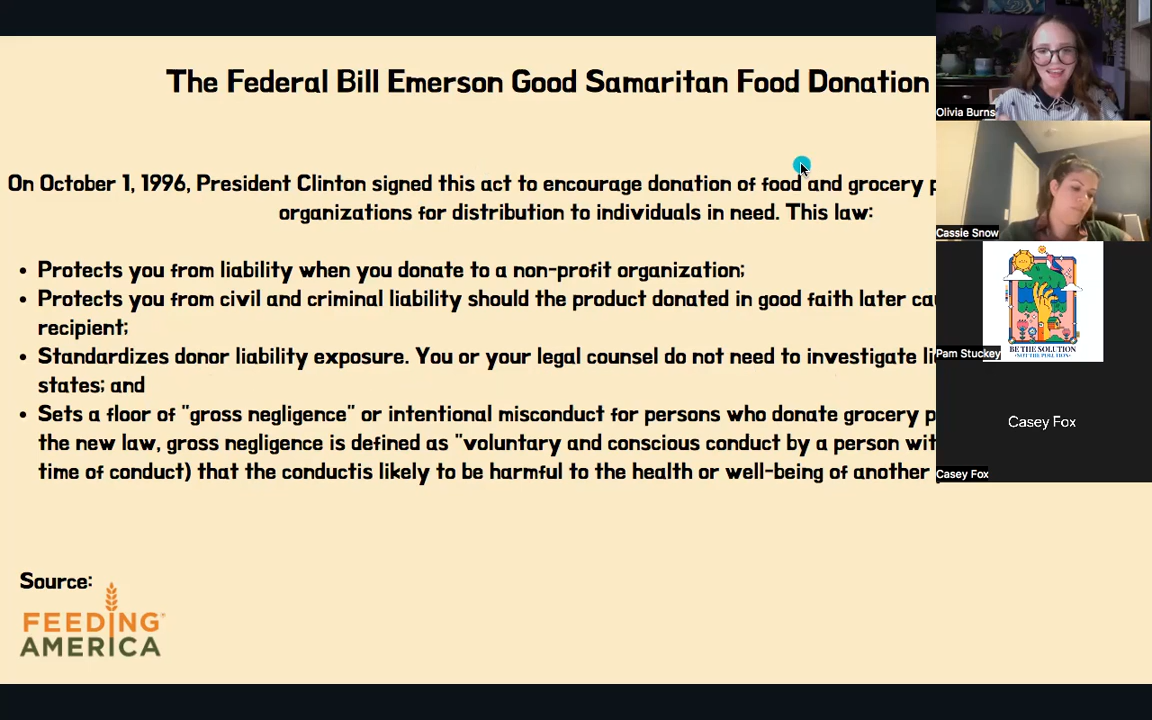 The Federal Bill Emerson Good Samaritan Food Donation
On October 1, 1996, President Clinton signed this act to encourage donation of food and grocery
organizations for distribution to individuals in need. This law:
• Protects you from liability when you donate to a non-profit organization;
• Protects you from civil and criminal liability should the product donated in good faith later
recipient;
• Standardizes donor liability exposure. You or your legal counsel do not need to investigate
states; and
• Sets a floor of "gross negligence" or intentional misconduct for persons who donate grocery
the new law, gross negligence is defined as "voluntary and conscious conduct by a person
time of conduct) that the conductis likely to be harmful to the health or well-being of another
Source:
FEEDING
AMERICA
Olivia Burns
Cassie Snow
BE THE SOLUTION
Pam Stuckey
Casey Fox
Casey Fox